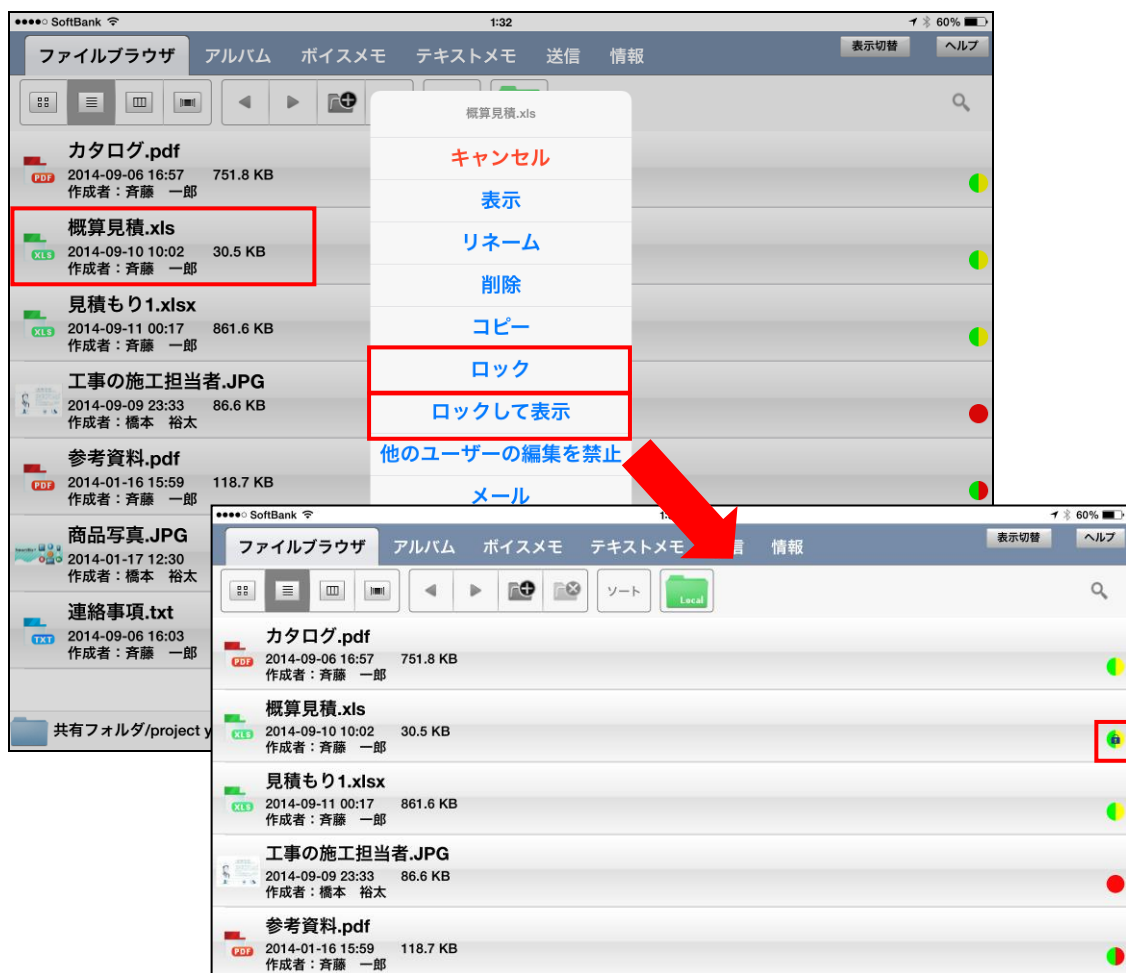 SoftBank 1:32 60%
ファイルブラウザ アルバム ボイスメモ テキストメモ 送信 情報 表示切替 ヘルプ
カタログ.pdf
2014-09-06 16:57 751.8 KB
作成者：斉藤 一郎
概算見積.xls
2014-09-10 10:02 30.5 KB
作成者：斉藤 一郎
見積もり1.xlsx
2014-09-11 00:17 861.6 KB
作成者：斉藤 一郎
工事の施工担当者.JPG
2014-09-09 23:33 86.6 KB
作成者：橋本 裕太
参考資料.pdf
2014-01-16 15:59 118.7 KB
作成者：斉藤 一郎
商品写真.JPG
2014-01-17 12:30
作成者：橋本 裕太
連絡事項.txt
2014-09-06 16:03
作成者：斉藤 一郎
共有フォルダ/project y
PDF
XLS
XLS
PDF
TXT
概算見積.xls
キャンセル
表示
リネーム
削除
コピー
ロック
ロックして表示
他のユーザーの編集を禁止
メール
SoftBank 60%
ファイルブラウザ アルバム ボイスメモ テキストメモ 信 情報 表示切替 ヘルプ
ソート Local
カタログ.pdf
2014-09-06 16:57 751.8 KB
作成者：斉藤 一郎
概算見積.xls
2014-09-10 10:02 30.5 KB
作成者：斉藤 一郎
見積もり1.xlsx
2014-09-11 00:17 861.6 KB
作成者：斉藤 一郎
工事の施工担当者.JPG
2014-09-09 23:33 86.6 KB
作成者：橋本 裕太
参考資料.pdf
2014-01-16 15:59 118.7 KB
作成者：斉藤 一郎
PDF
XLS
XLS
PDF